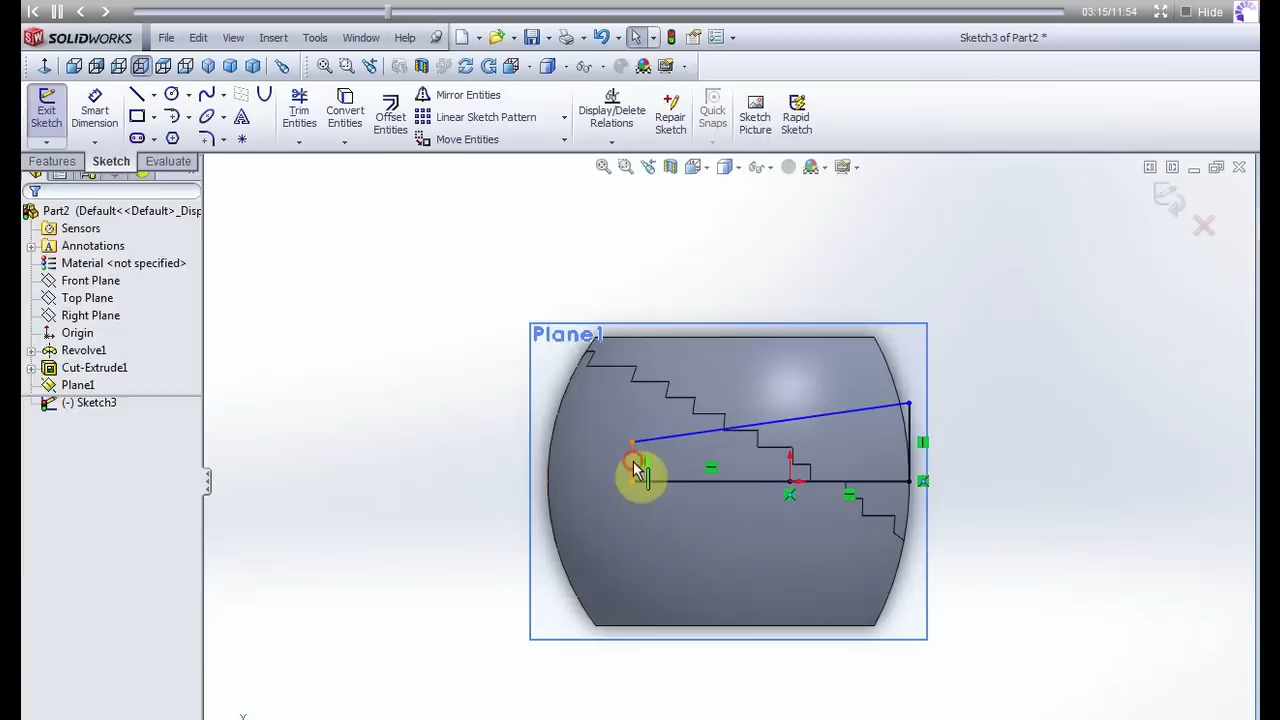 03:15/11:54
Hide
SOLIDWORKS
File Edit View Insert Tools Window Help
Sketch3 of Part2 *
Exit Sketch
Smart Dimension
Trim Entities
Convert Entities
Offset Entities
Mirror Entities
Linear Sketch Pattern
Move Entities
Display/Delete Relations
Repair Sketch
Quick Snaps
Sketch Picture
Rapid Sketch
Features Sketch Evaluate
Part2 (Default<<Default>_Disp
Sensors
Annotations
Material <not specified>
Front Plane
Top Plane
Right Plane
Origin
Revolve1
Cut-Extrude1
Plane1
(-) Sketch3
Plane1